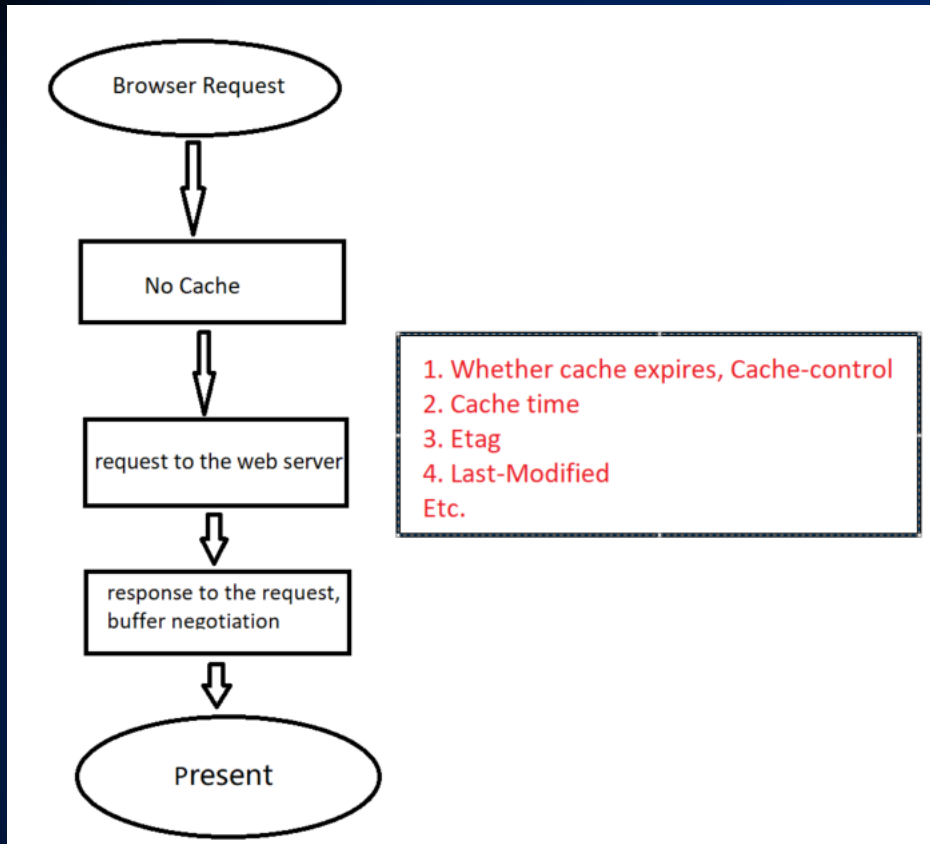 Browser Request
No Cache
request to the web server
response to the request,
buffer negotiation
Present
1. Whether cache expires, Cache-control
2. Cache time
3. Etag
4. Last-Modified
Etc.